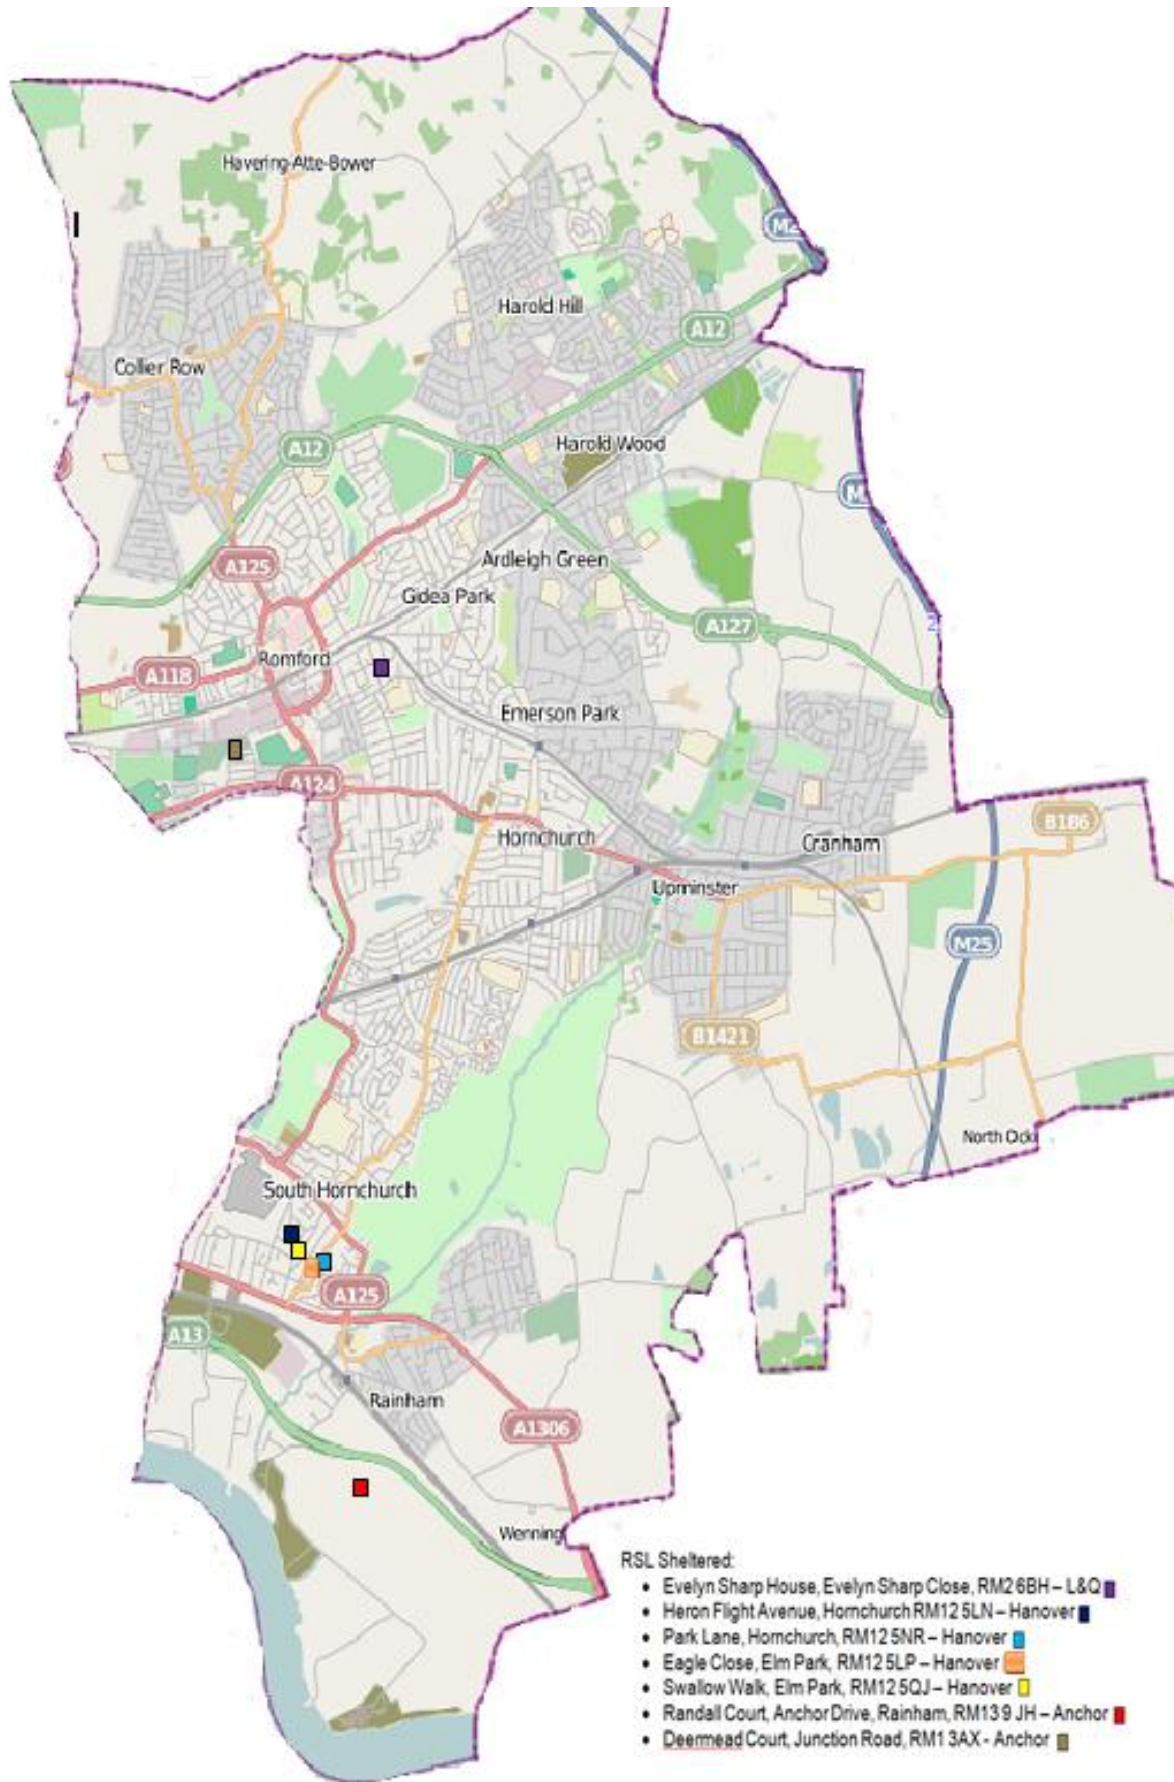 Havering-Atte-Bower
M2
Harold Hill
A12
Collier Row
A12
Harold Wood
M
A125
Ardleigh Green
Gidea Park
A127
2
Romford
A118
Emerson Park
A124
Hornchurch
B186
Cranham
Upminster
M25
B1421
North Ock
South Hornchurch
A125
A13
Rainham
A1306
Wenning
RSL Sheltered:
• Evelyn Sharp House, Evelyn Sharp Close, RM2 6BH – L&Q
• Heron Flight Avenue, Hornchurch RM12 5LN – Hanover
• Park Lane, Hornchurch, RM12 5NR – Hanover
• Eagle Close, Elm Park, RM12 5LP – Hanover
• Swallow Walk, Elm Park, RM12 5QJ – Hanover
• Randall Court, Anchor Drive, Rainham, RM13 9 JH – Anchor
• Deermead Court, Junction Road, RM1 3AX - Anchor